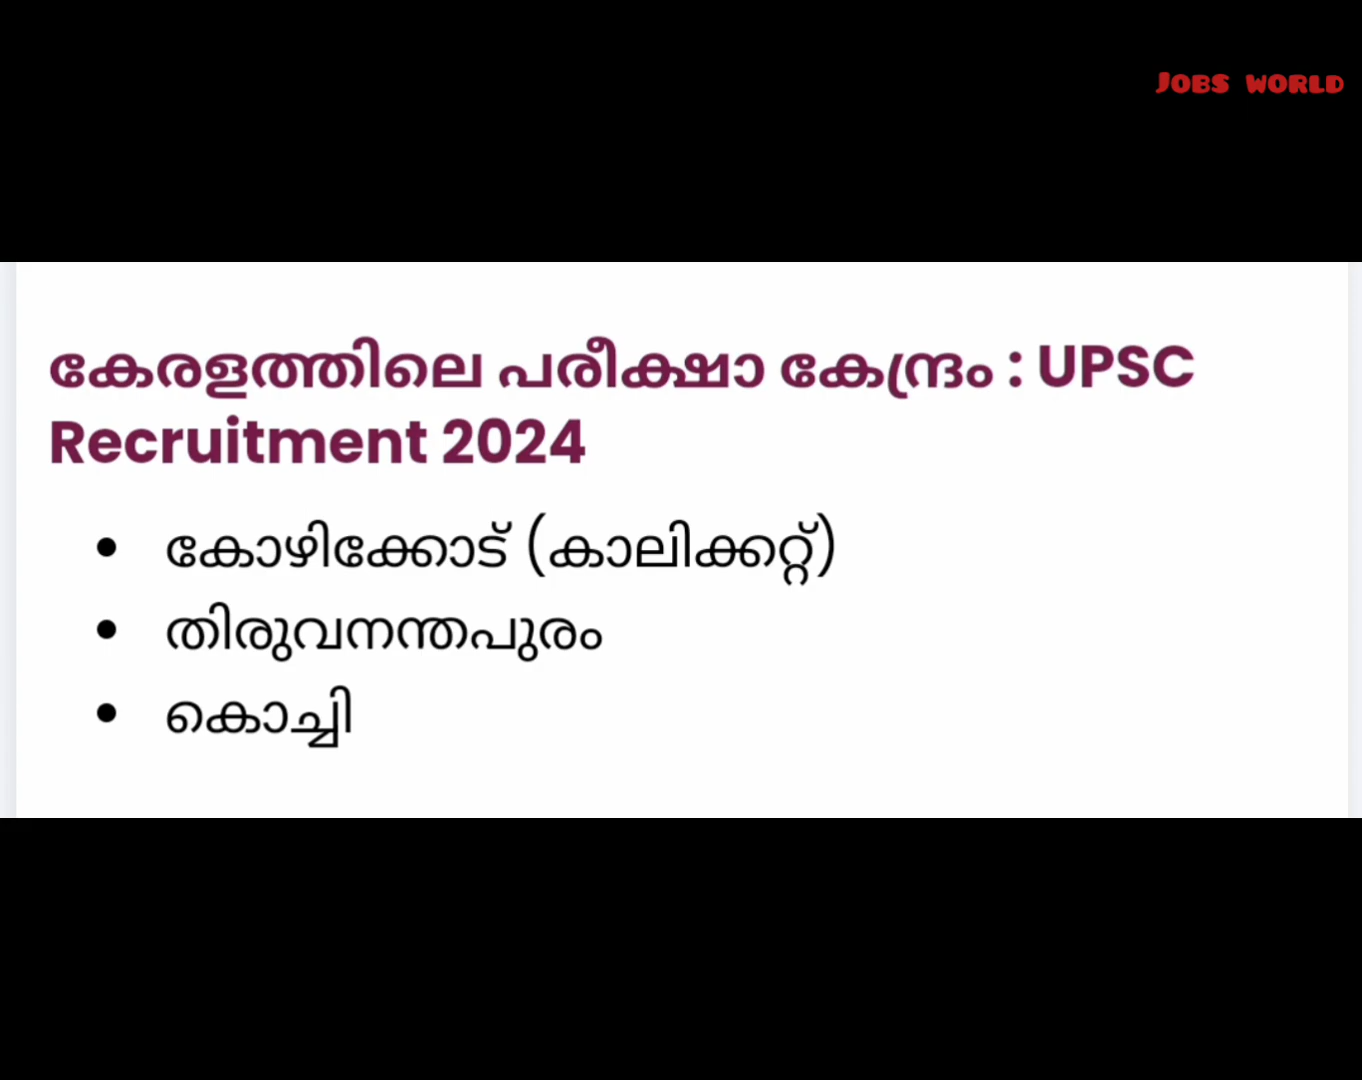 JOBS WORLD
കേരളത്തിലെ പരീക്ഷാ കേന്ദ്രം : UPSC
Recruitment 2024
• കോഴിക്കോട് (കാലിക്കറ്റ്)
• തിരുവനന്തപുരം
• കൊച്ചി